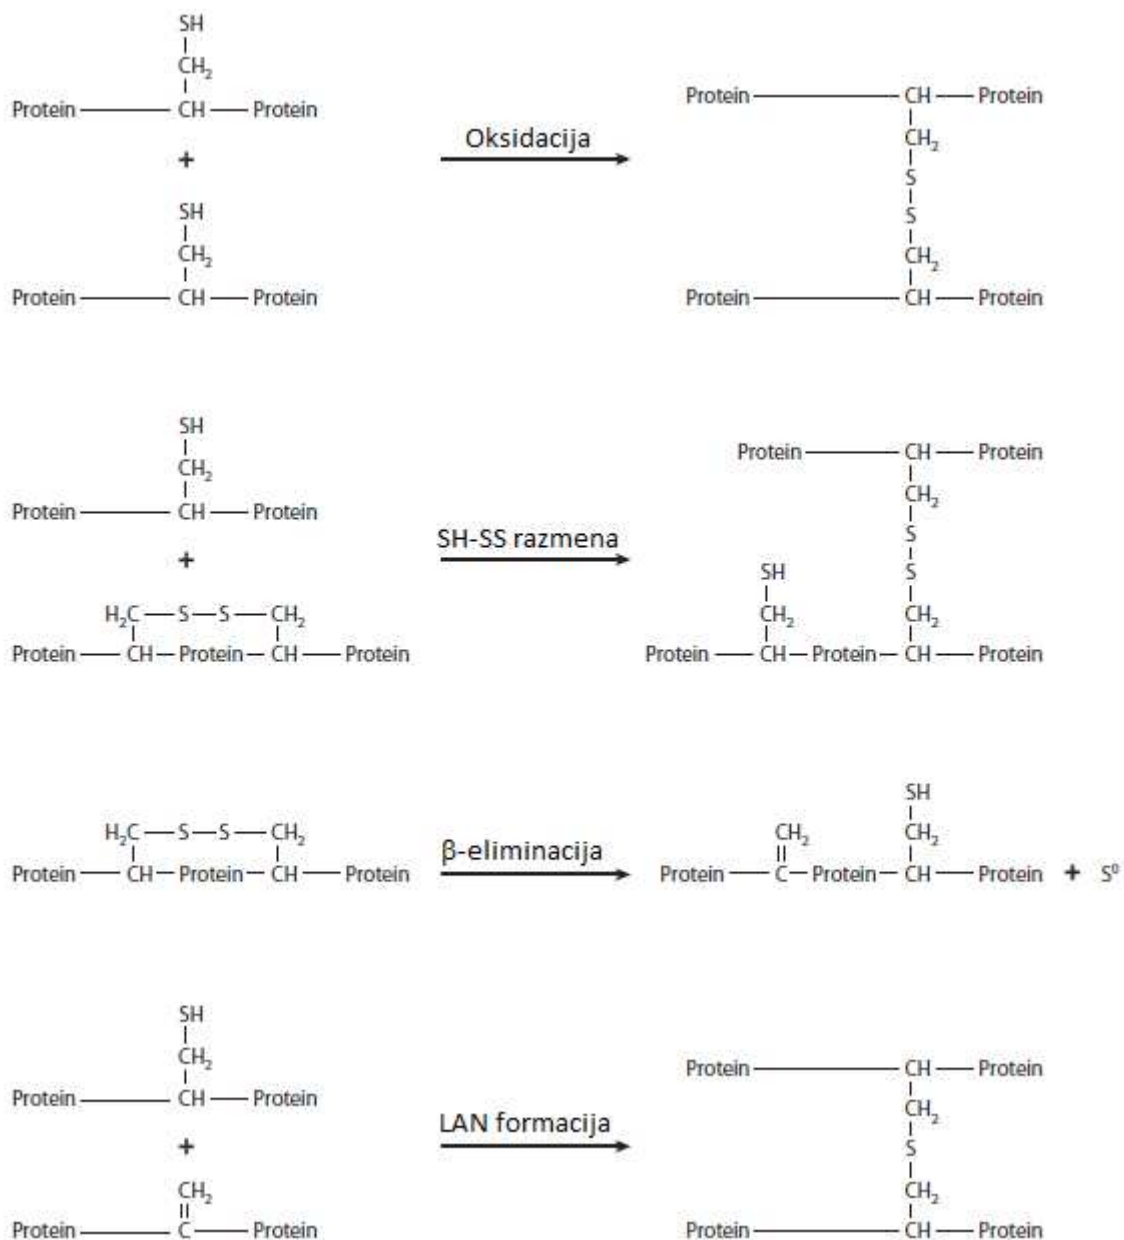 SH
CH₂
Protein CH Protein
+
SH
CH₂
Protein CH Protein
Oksidacija
Protein CH Protein
CH₂
S
S
CH₂
Protein CH Protein
SH
CH₂
Protein CH Protein
+
H₂C S S CH₂
Protein CH Protein CH Protein
SH-SS razmena
Protein CH Protein
CH₂
S
SH S
CH₂ CH₂
Protein CH Protein CH Protein
H₂C S S CH₂
Protein CH Protein CH Protein
β-eliminacija
SH
CH₂ CH₂
Protein C Protein CH Protein + S⁰
SH
CH₂
Protein CH Protein
+
CH₂
Protein C Protein
LAN formacija
Protein CH Protein
CH₂
S
CH₂
Protein CH Protein